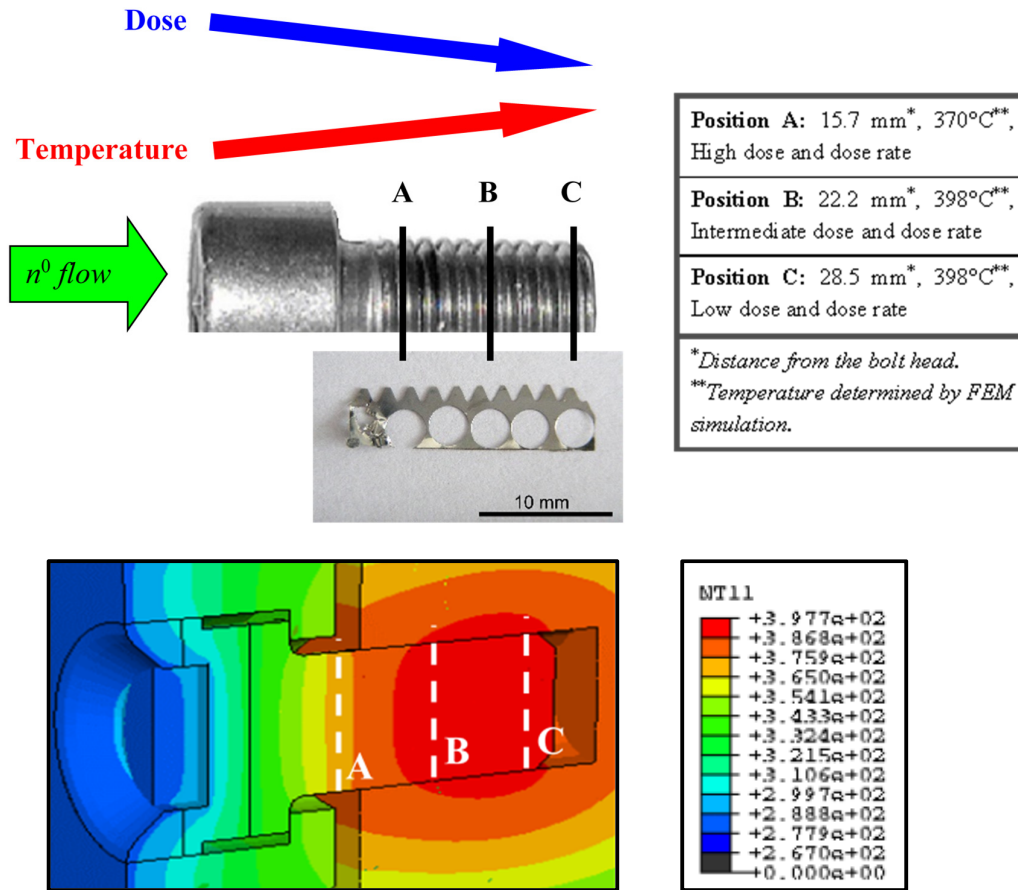 Dose
Temperature
A B C
n⁰ flow
10 mm
Position A: 15.7 mm*, 370°C**,
High dose and dose rate
Position B: 22.2 mm*, 398°C**,
Intermediate dose and dose rate
Position C: 28.5 mm*, 398°C**,
Low dose and dose rate
*Distance from the bolt head.
**Temperature determined by FEM
simulation.
A
B
C
NT11
+3.977e+02
+3.868e+02
+3.759e+02
+3.650e+02
+3.541e+02
+3.433e+02
+3.324e+02
+3.215e+02
+3.106e+02
+2.997e+02
+2.888e+02
+2.779e+02
+2.670e+02
+0.000e+00